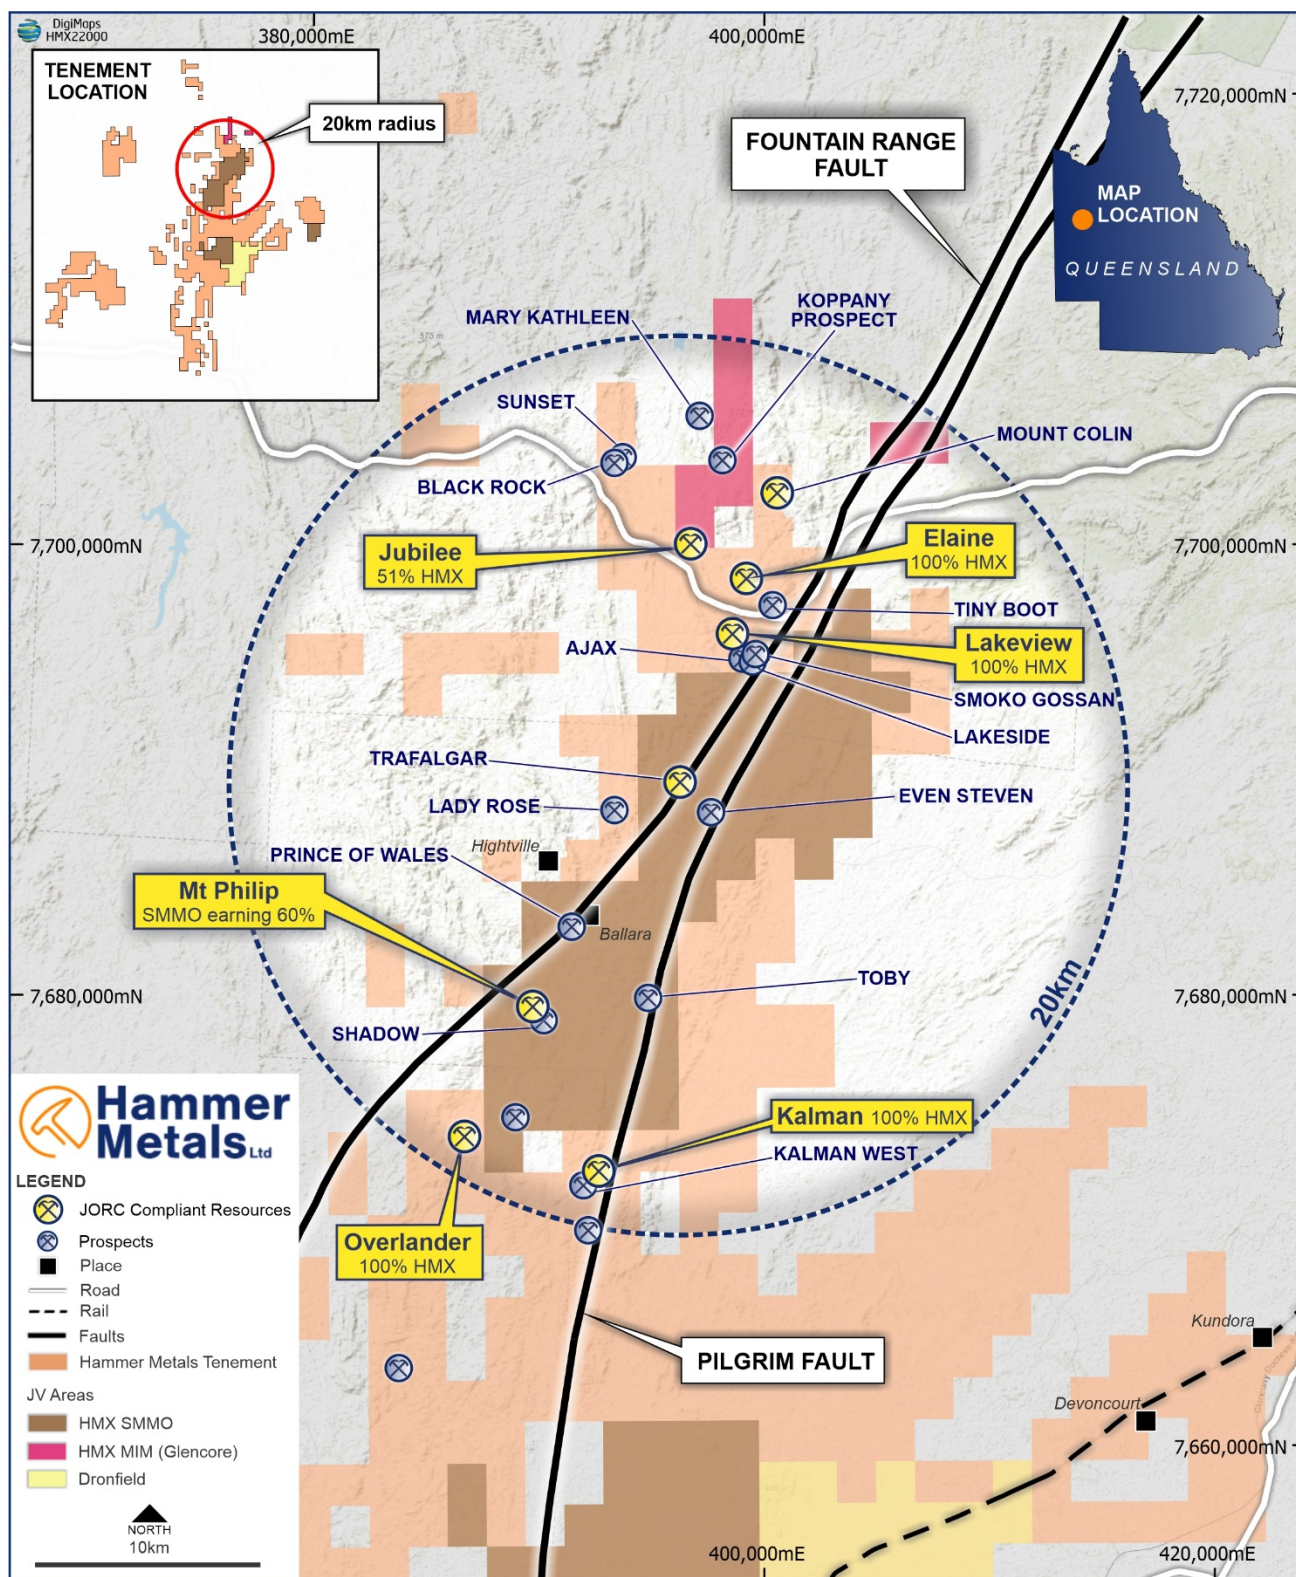 DigiMaps
HMX22000
380,000mE
400,000mE
7,720,000mN
TENEMENT
LOCATION
20km radius
FOUNTAIN RANGE
FAULT
MAP
LOCATION
QUEENSLAND
MARY KATHLEEN
KOPPANY
PROSPECT
575 m
SUNSET
MOUNT COLIN
BLACK ROCK
7,700,000mN
7,700,000mN
Jubilee
51% HMX
Elaine
100% HMX
TINY BOOT
Lakeview
100% HMX
AJAX
SMOKO GOSSAN
LAKESIDE
TRAFALGAR
LADY ROSE
EVEN STEVEN
Hightville
PRINCE OF WALES
Mt Philip
SMMO earning 60%
Ballara
TOBY
20km
7,680,000mN
7,680,000mN
SHADOW
Hammer
Metals Ltd
Kalman 100% HMX
KALMAN WEST
Overlander
100% HMX
LEGEND
JORC Compliant Resources
Prospects
Place
Road
Rail
Faults
Hammer Metals Tenement
JV Areas
HMX SMMO
HMX MIM (Glencore)
Dronfield
NORTH
10km
PILGRIM FAULT
Kundora
Devoncourt
7,660,000mN
400,000mE
420,000mE